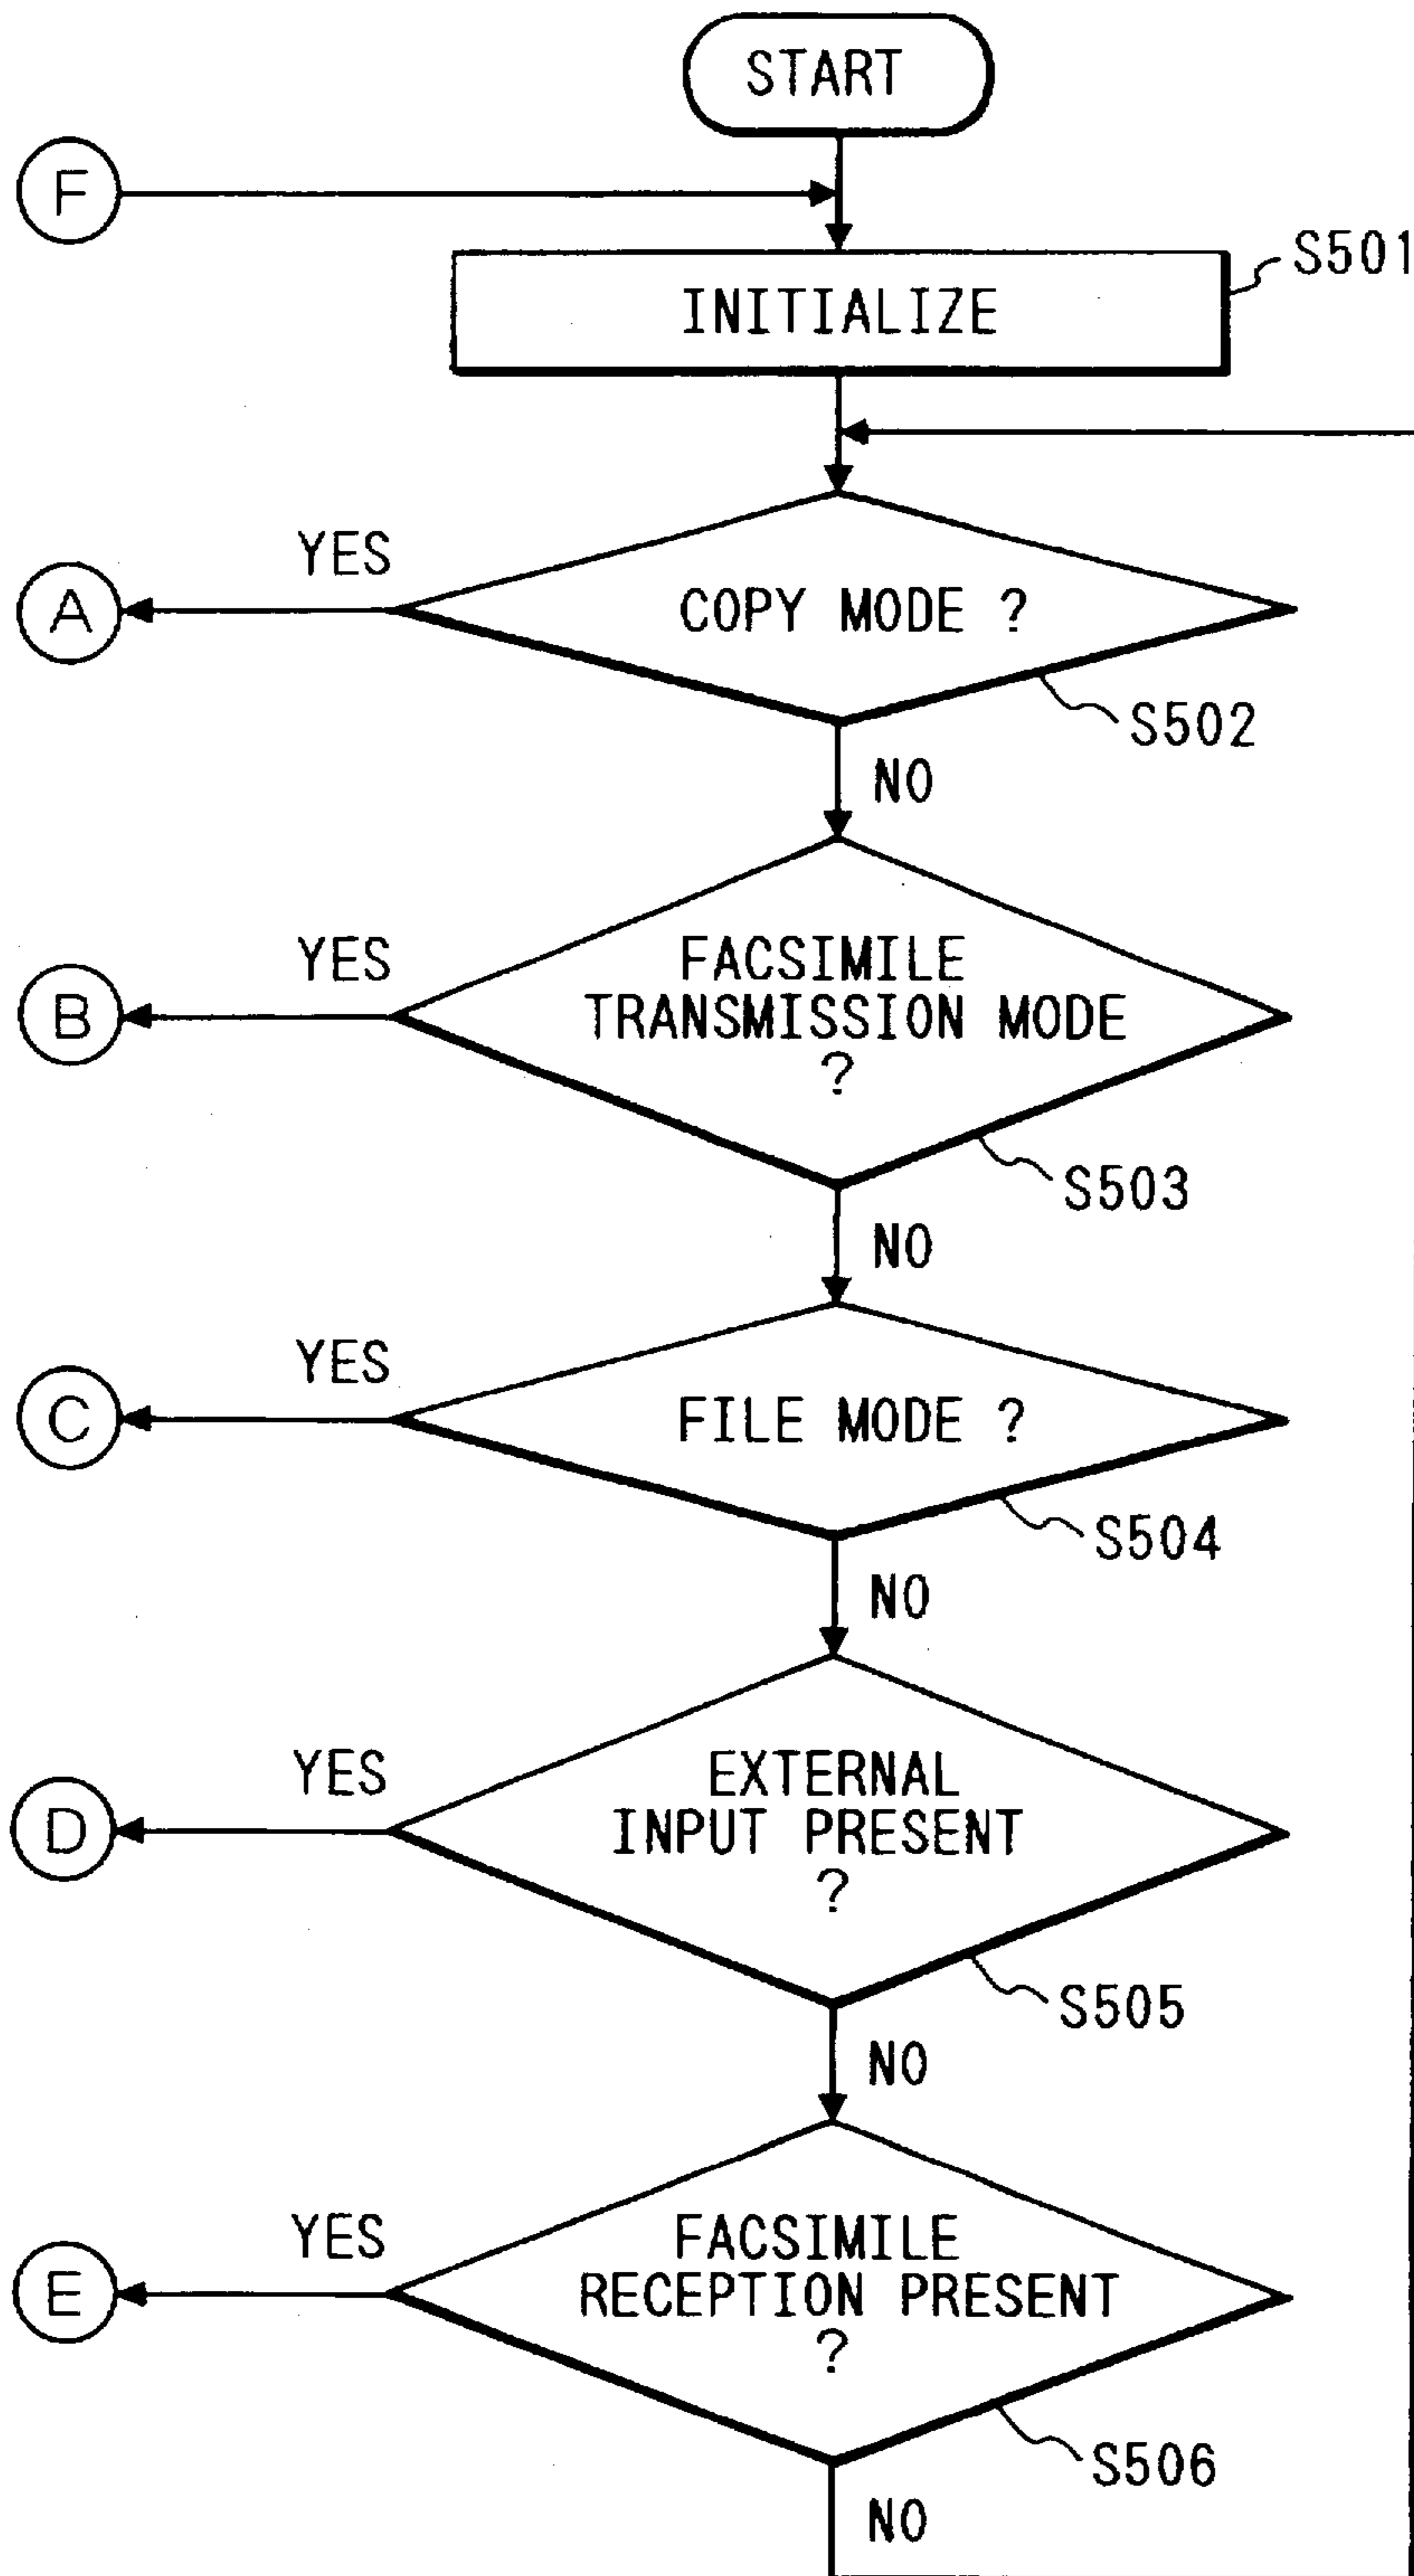 START
F
S501
INITIALIZE
YES
A
COPY MODE ?
S502
NO
YES
FACSIMILE
B
TRANSMISSION MODE
?
S503
NO
YES
C
FILE MODE ?
S504
NO
YES
EXTERNAL
D
INPUT PRESENT
?
S505
NO
YES
FACSIMILE
E
RECEPTION PRESENT
?
S506
NO